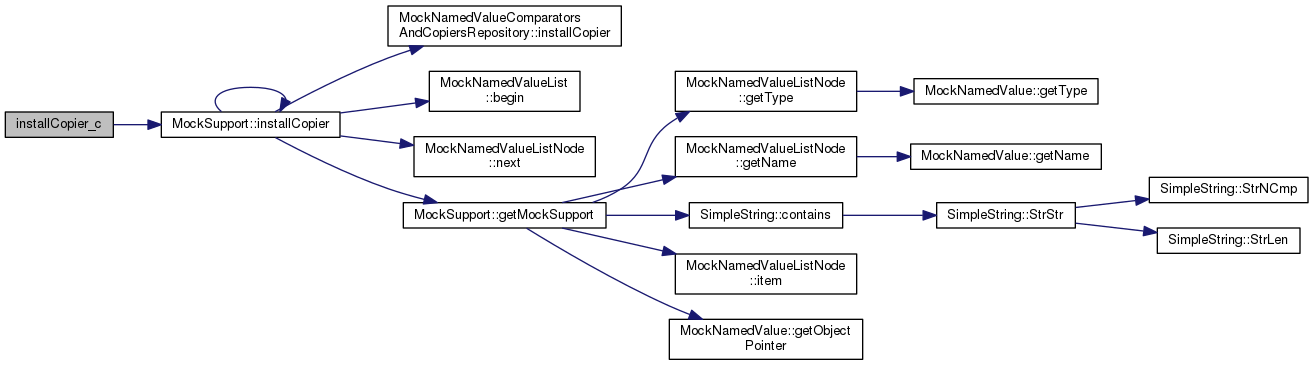 installCopier_c
MockSupport::installCopier
MockNamedValueComparators
AndCopiersRepository::installCopier
MockNamedValueList
::begin
MockNamedValueListNode
::next
MockSupport::getMockSupport
MockNamedValueListNode
::getType
MockNamedValue::getType
MockNamedValueListNode
::getName
MockNamedValue::getName
SimpleString::contains
SimpleString::StrStr
SimpleString::StrNCmp
SimpleString::StrLen
MockNamedValueListNode
::item
MockNamedValue::getObject
Pointer